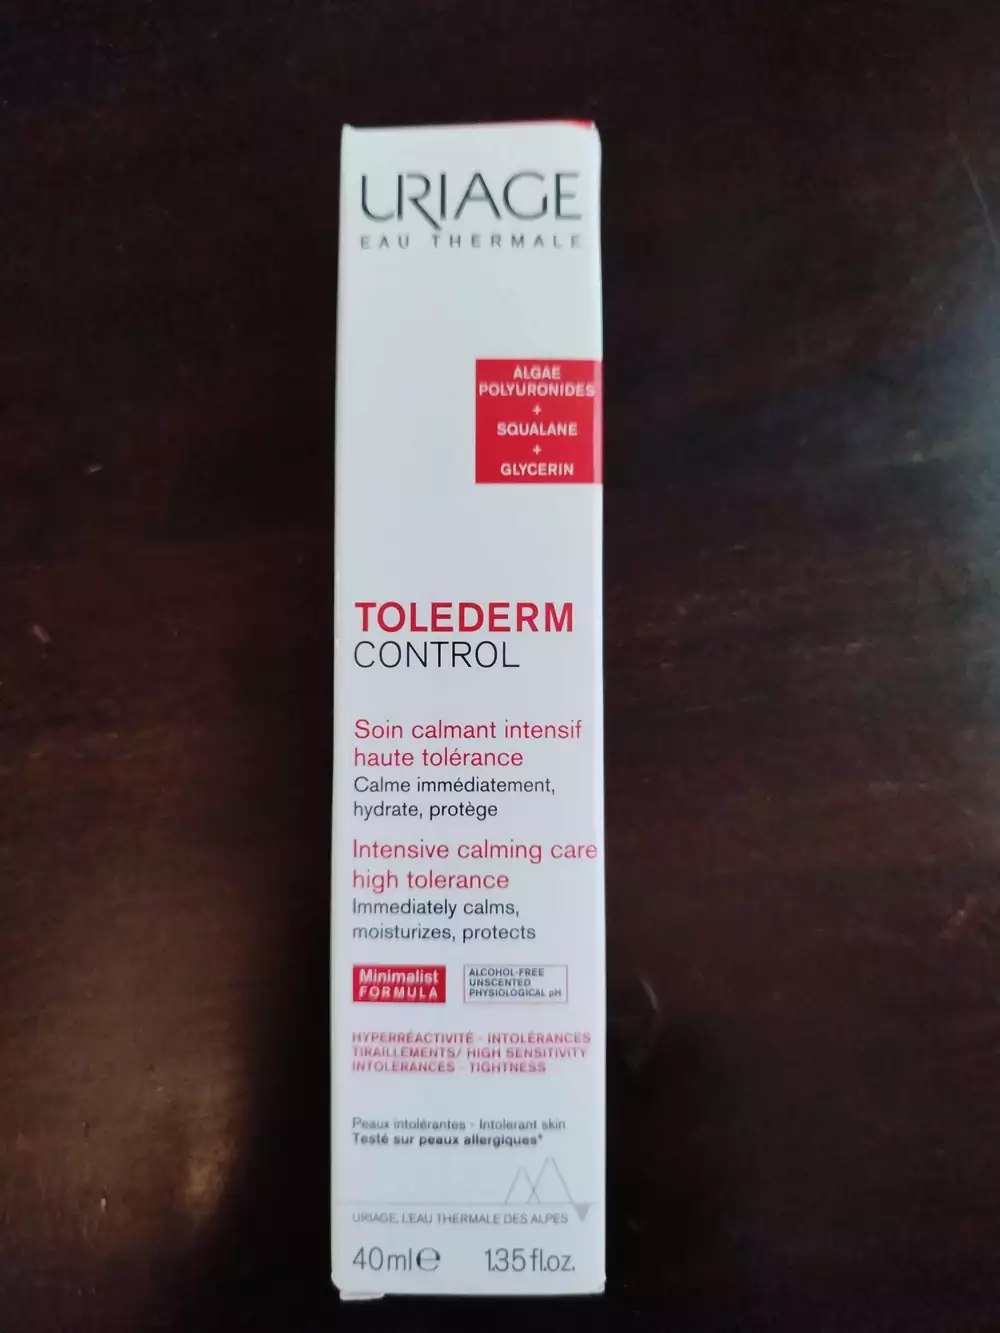 URIAGE
EAU THERMALE
ALGAE
POLYURONIDES
+
SQUALANE
+
GLYCERIN
TOLEDERM
CONTROL
Soin calmant intensif
haute tolérance
Calme immédiatement,
hydrate, protège
Intensive calming care
high tolerance
Immediately calms,
moisturizes, protects
Minimalist
FORMULA
ALCOHOL-FREE
UNSCENTED
PHYSIOLOGICAL pH
HYPERRÉACTIVITÉ - INTOLÉRANCES
TIRAILLEMENTS/ HIGH SENSITIVITY
INTOLERANCES - TIGHTNESS
Peaux intolérantes - Intolerant skin
Testé sur peaux allergiques*
URIAGE, L'EAU THERMALE DES ALPES
40 ml e 1.35 fl.oz.